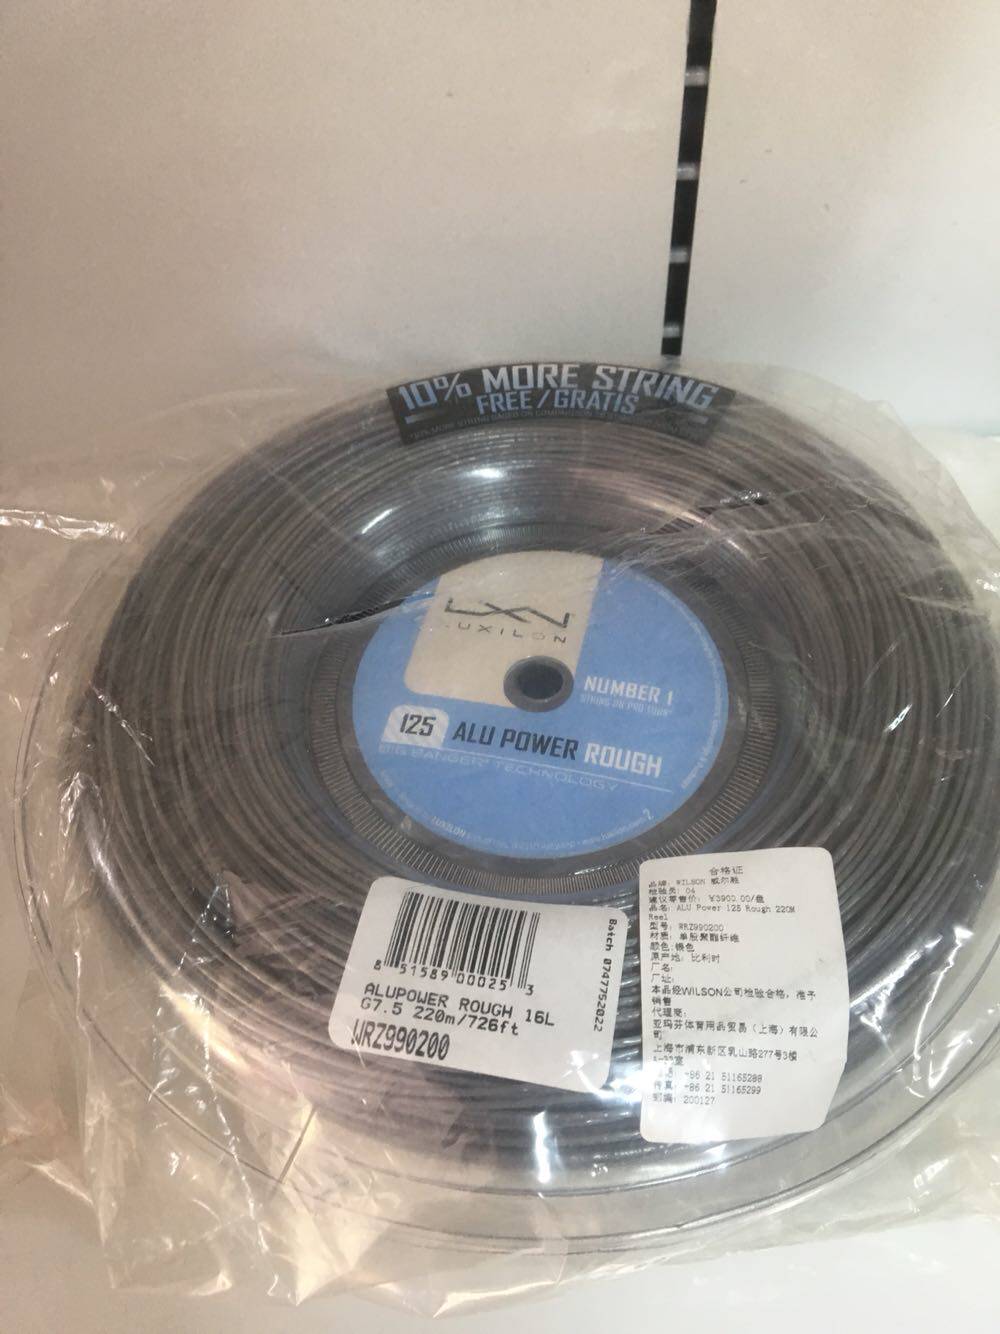 10% MORE STRING
FREE / GRATIS
LUXILON
NUMBER 1
STRING ON PRO TOUR
125 ALU POWER ROUGH
BIG BANGER TECHNOLOGY
8 51589 00025 3
Batch 0747752022
ALUPOWER ROUGH 16L
G7.5 220m/726ft
WRZ990200
合格证
品牌: WILSON 威尔胜
检验员: 04
建议零售价: ¥3900.00/盘
品名: ALU Power 125 Rough 220M
Reel
型号: WRZ990200
材质: 单股聚酯纤维
颜色: 银色
原产地: 比利时
厂名:
厂址:
本品经WILSON公司检验合格，准予
销售
代理商:
亚玛芬体育用品贸易（上海）有限公
司
上海市浦东新区乳山路277号3楼
+86 21 51165288
传真: +86 21 51165299
邮编: 200127